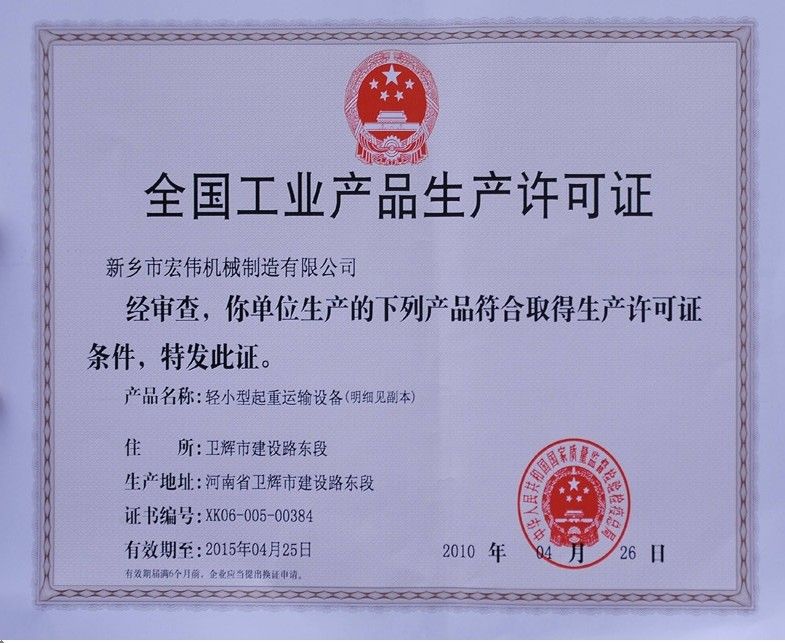 全国工业产品生产许可证
新乡市宏伟机械制造有限公司
经审查，你单位生产的下列产品符合取得生产许可证
条件，特发此证。
产品名称：轻小型起重运输设备(明细见副本)
住 所：卫辉市建设路东段
生产地址：河南省卫辉市建设路东段
证书编号：XK06-005-00384
有效期至：2015年04月25日
2010 年 04 月 26 日
有效期届满6个月前，企业应当提出换证申请。
中华人民共和国国家质量监督检验检疫总局